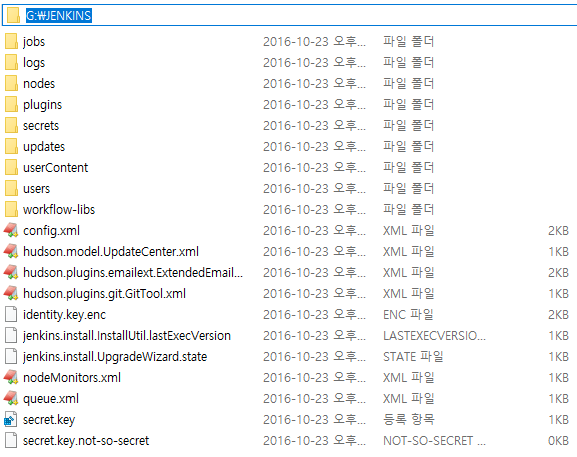 G:₩JENKINS
jobs 2016-10-23 오후... 파일 폴더
logs 2016-10-23 오후... 파일 폴더
nodes 2016-10-23 오후... 파일 폴더
plugins 2016-10-23 오후... 파일 폴더
secrets 2016-10-23 오후... 파일 폴더
updates 2016-10-23 오후... 파일 폴더
userContent 2016-10-23 오후... 파일 폴더
users 2016-10-23 오후... 파일 폴더
workflow-libs 2016-10-23 오후... 파일 폴더
config.xml 2016-10-23 오후... XML 파일 2KB
hudson.model.UpdateCenter.xml 2016-10-23 오후... XML 파일 1KB
hudson.plugins.emailext.ExtendedEmail... 2016-10-23 오후... XML 파일 2KB
hudson.plugins.git.GitTool.xml 2016-10-23 오후... XML 파일 1KB
identity.key.enc 2016-10-23 오후... ENC 파일 2KB
jenkins.install.InstallUtil.lastExecVersion 2016-10-23 오후... LASTEXECVERSIO... 1KB
jenkins.install.UpgradeWizard.state 2016-10-23 오후... STATE 파일 1KB
nodeMonitors.xml 2016-10-23 오후... XML 파일 1KB
queue.xml 2016-10-23 오후... XML 파일 1KB
secret.key 2016-10-23 오후... 등록 항목 1KB
secret.key.not-so-secret 2016-10-23 오후... NOT-SO-SECRET ... 0KB